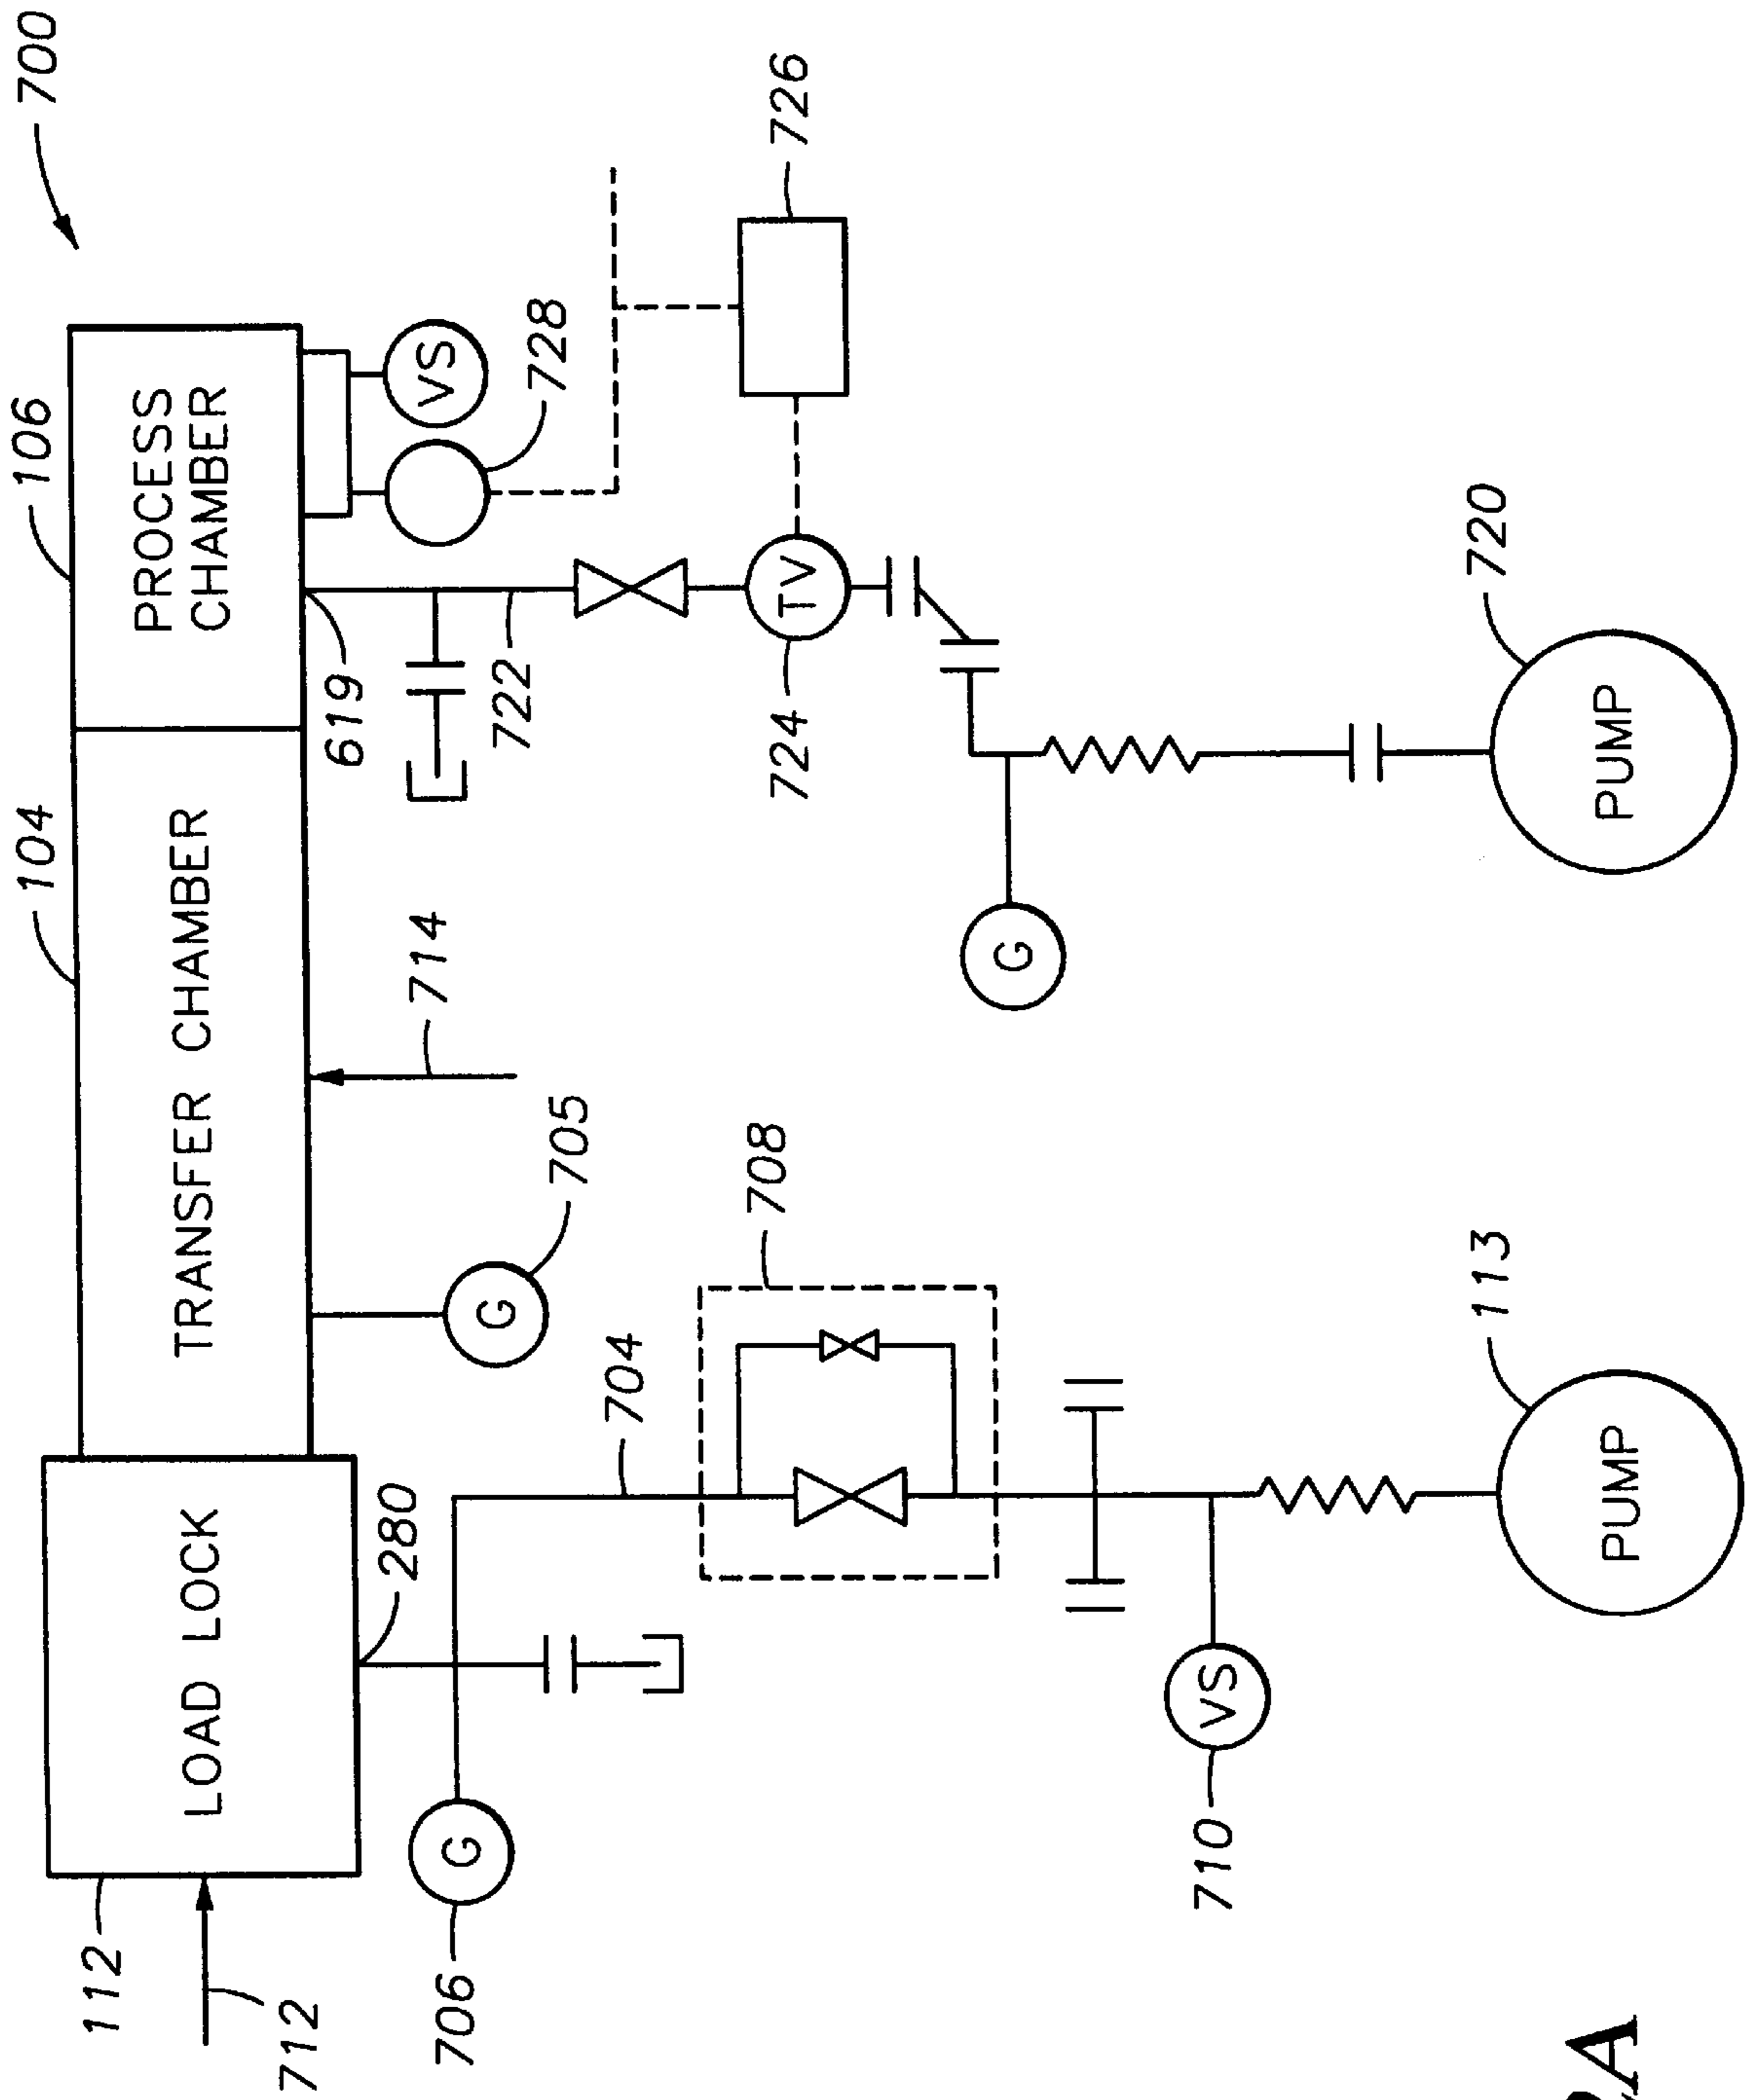 700
106
104
PROCESS
CHAMBER
TRANSFER CHAMBER
LOAD LOCK
112
712
280
619
714
705
G
728
VS
726
722
TV
724
704
708
706
G
G
VS
710
720
PUMP
113
PUMP